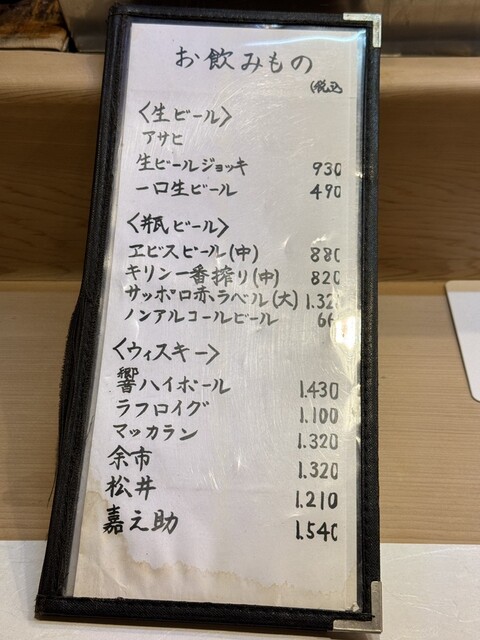 お飲みもの
(税込
〈生ビール〉
アサヒ
生ビールジョッキ 930
一口生ビール 490
〈瓶ビール〉
ヱビスビール(中) 880
キリン一番搾り(中) 820
サッポロ赤ラベル(大) 1.320
ノンアルコールビール 66
〈ウィスキー〉
響ハイボール 1.430
ラフロイグ 1.100
マッカラン 1.320
余市 1.320
松井 1.210
嘉之助 1.540